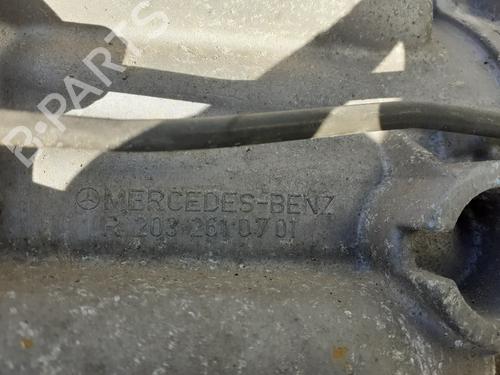 B-PARTS
MERCEDES-BENZ
R 203 261 07 01